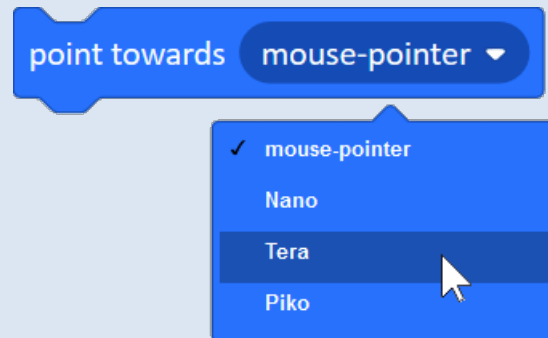 point towards mouse-pointer
mouse-pointer
Nano
Tera
Piko